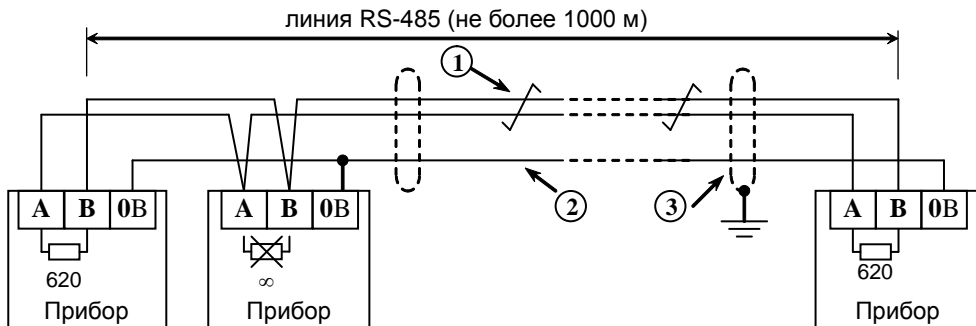 линия RS-485 (не более 1000 м)
1
2
3
A B 0В
A B 0В
A B 0В
620
∞
620
Прибор
Прибор
Прибор